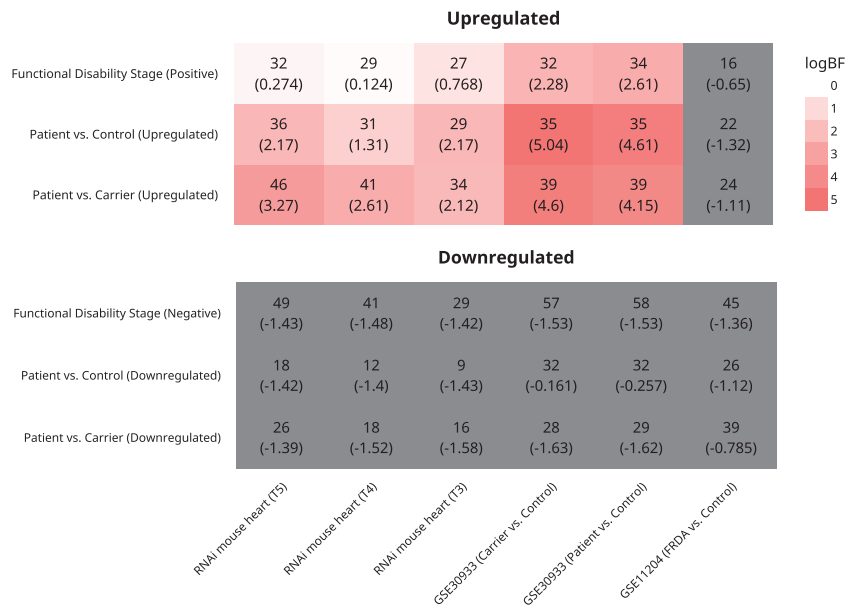 Upregulated
logBF
0
1
2
3
4
5
Functional Disability Stage (Positive)
32 29 27 32 34 16
(0.274) (0.124) (0.768) (2.28) (2.61) (-0.65)
Patient vs. Control (Upregulated)
36 31 29 35 35 22
(2.17) (1.31) (2.17) (5.04) (4.61) (-1.32)
Patient vs. Carrier (Upregulated)
46 41 34 39 39 24
(3.27) (2.61) (2.12) (4.6) (4.15) (-1.11)
Downregulated
Functional Disability Stage (Negative)
49 41 29 57 58 45
(-1.43) (-1.48) (-1.42) (-1.53) (-1.53) (-1.36)
Patient vs. Control (Downregulated)
18 12 9 32 32 26
(-1.42) (-1.4) (-1.43) (-0.161) (-0.257) (-1.12)
Patient vs. Carrier (Downregulated)
26 18 16 28 29 39
(-1.39) (-1.52) (-1.58) (-1.63) (-1.62) (-0.785)
RNAi mouse heart (T5)
RNAi mouse heart (T4)
RNAi mouse heart (T3)
GSE30933 (Carrier vs. Control)
GSE30933 (Patient vs. Control)
GSE11204 (FRDA vs. Control)